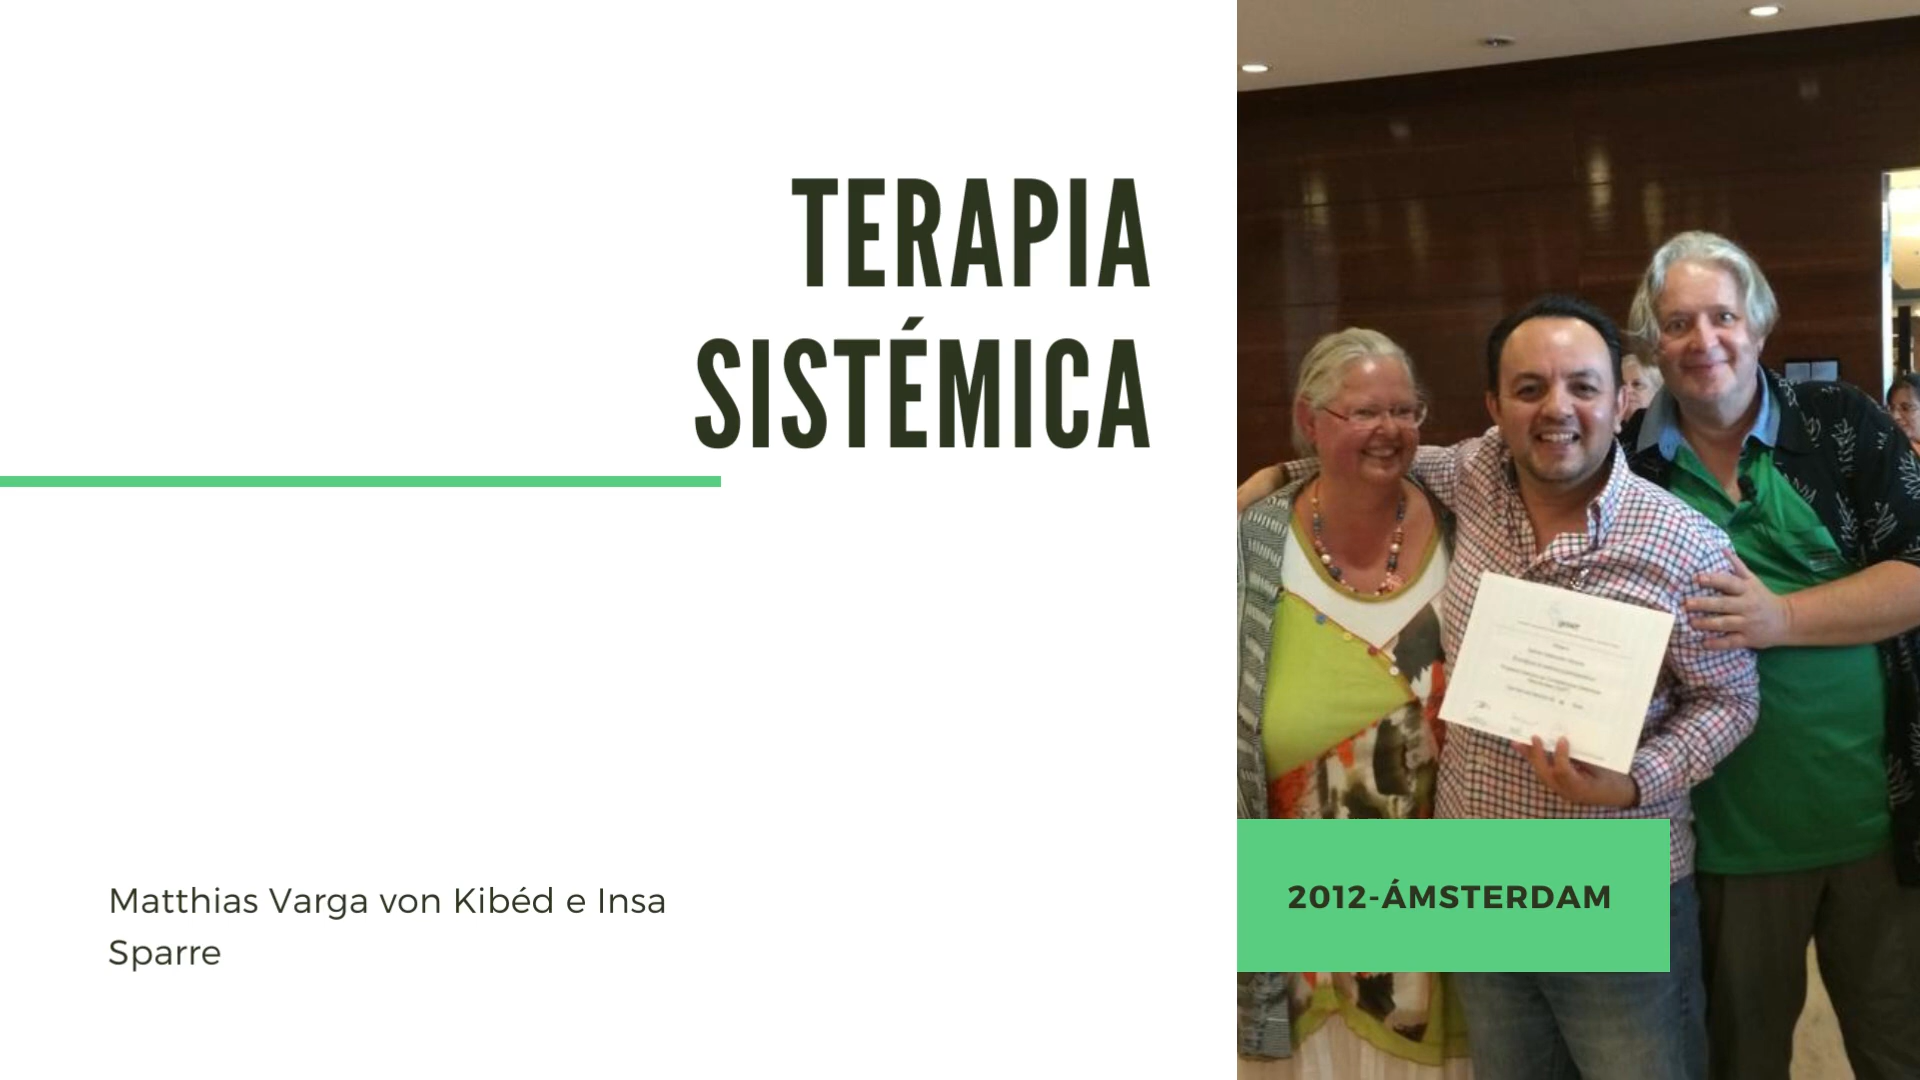 TERAPIA
SISTÉMICA
Matthias Varga von Kibéd e Insa
Sparre
2012-ÁMSTERDAM